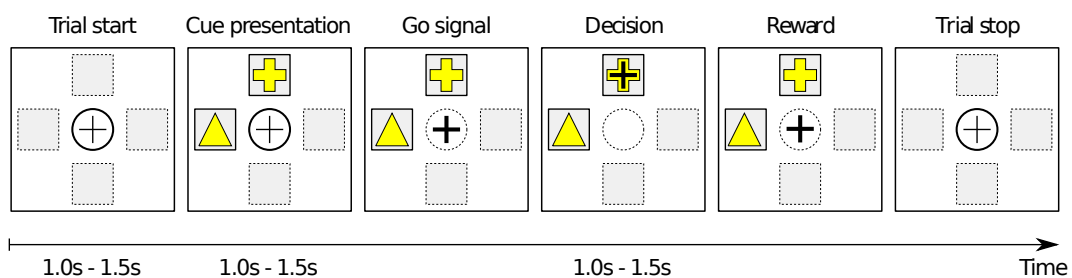 Trial start Cue presentation Go signal Decision Reward Trial stop
1.0s - 1.5s 1.0s - 1.5s 1.0s - 1.5s Time